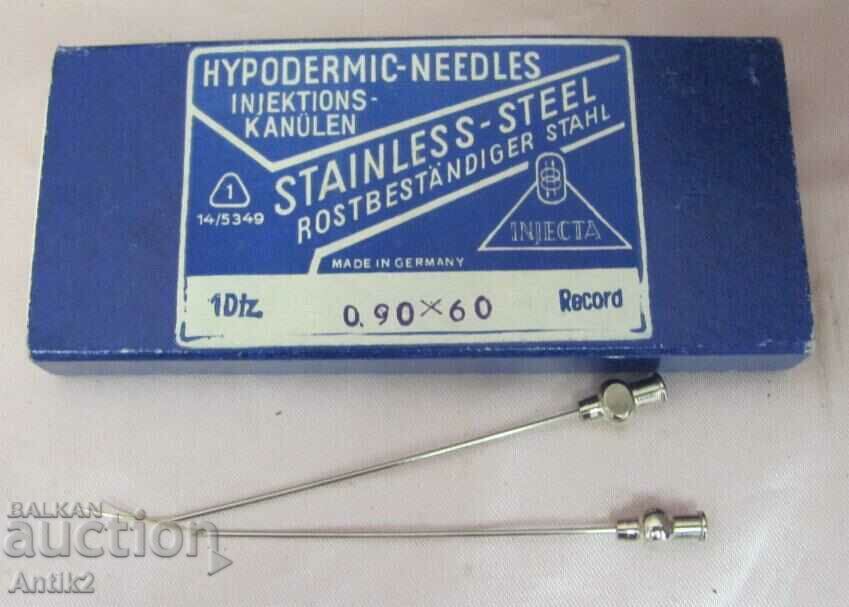 HYPODERMIC-NEEDLES
INJEKTIONS-
KANÜLEN
STAINLESS-STEEL
ROSTBESTÄNDIGER STAHL
1
14/5349
INJECTA
MADE IN GERMANY
1Dtz.
0.90×60
Record
BALKAN
auction
Antik2